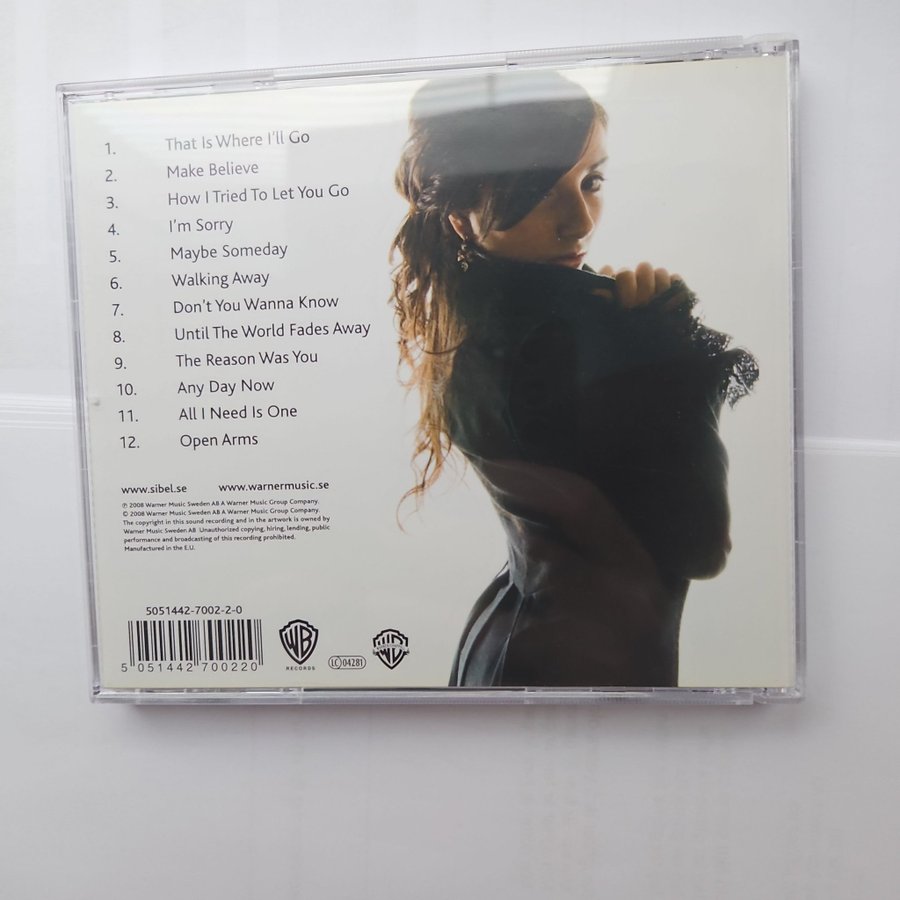 1. That Is Where I'll Go
2. Make Believe
3. How I Tried To Let You Go
4. I'm Sorry
5. Maybe Someday
6. Walking Away
7. Don't You Wanna Know
8. Until The World Fades Away
9. The Reason Was You
10. Any Day Now
11. All I Need Is One
12. Open Arms
www.sibel.se www.warnermusic.se
℗ 2008 Warner Music Sweden AB A Warner Music Group Company.
© 2008 Warner Music Sweden AB A Warner Music Group Company.
The copyright in this sound recording and in the artwork is owned by
Warner Music Sweden AB Unauthorized copying, hiring, lending, public
performance and broadcasting of this recording prohibited.
Manufactured in the E.U.
5051442-7002-2-0
5 051442 700220
WB
RECORDS
LC 04281